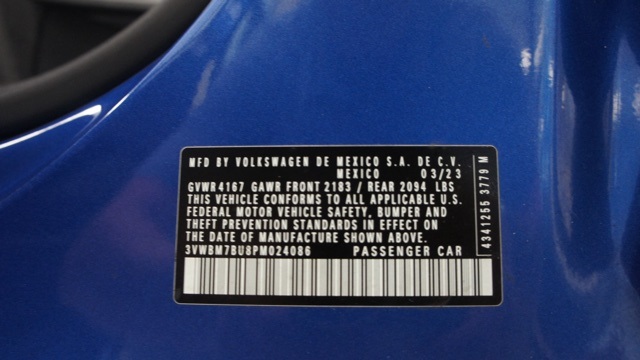 MFD BY VOLKSWAGEN DE MEXICO S.A. DE C.V.
MEXICO 03/23
GVWR 4167 GAWR FRONT 2183 / REAR 2094 LBS
THIS VEHICLE CONFORMS TO ALL APPLICABLE U.S.
FEDERAL MOTOR VEHICLE SAFETY, BUMPER AND
THEFT PREVENTION STANDARDS IN EFFECT ON
THE DATE OF MANUFACTURE SHOWN ABOVE.
3VWBM7BU8PM024086 PASSENGER CAR
4341255 3779 M